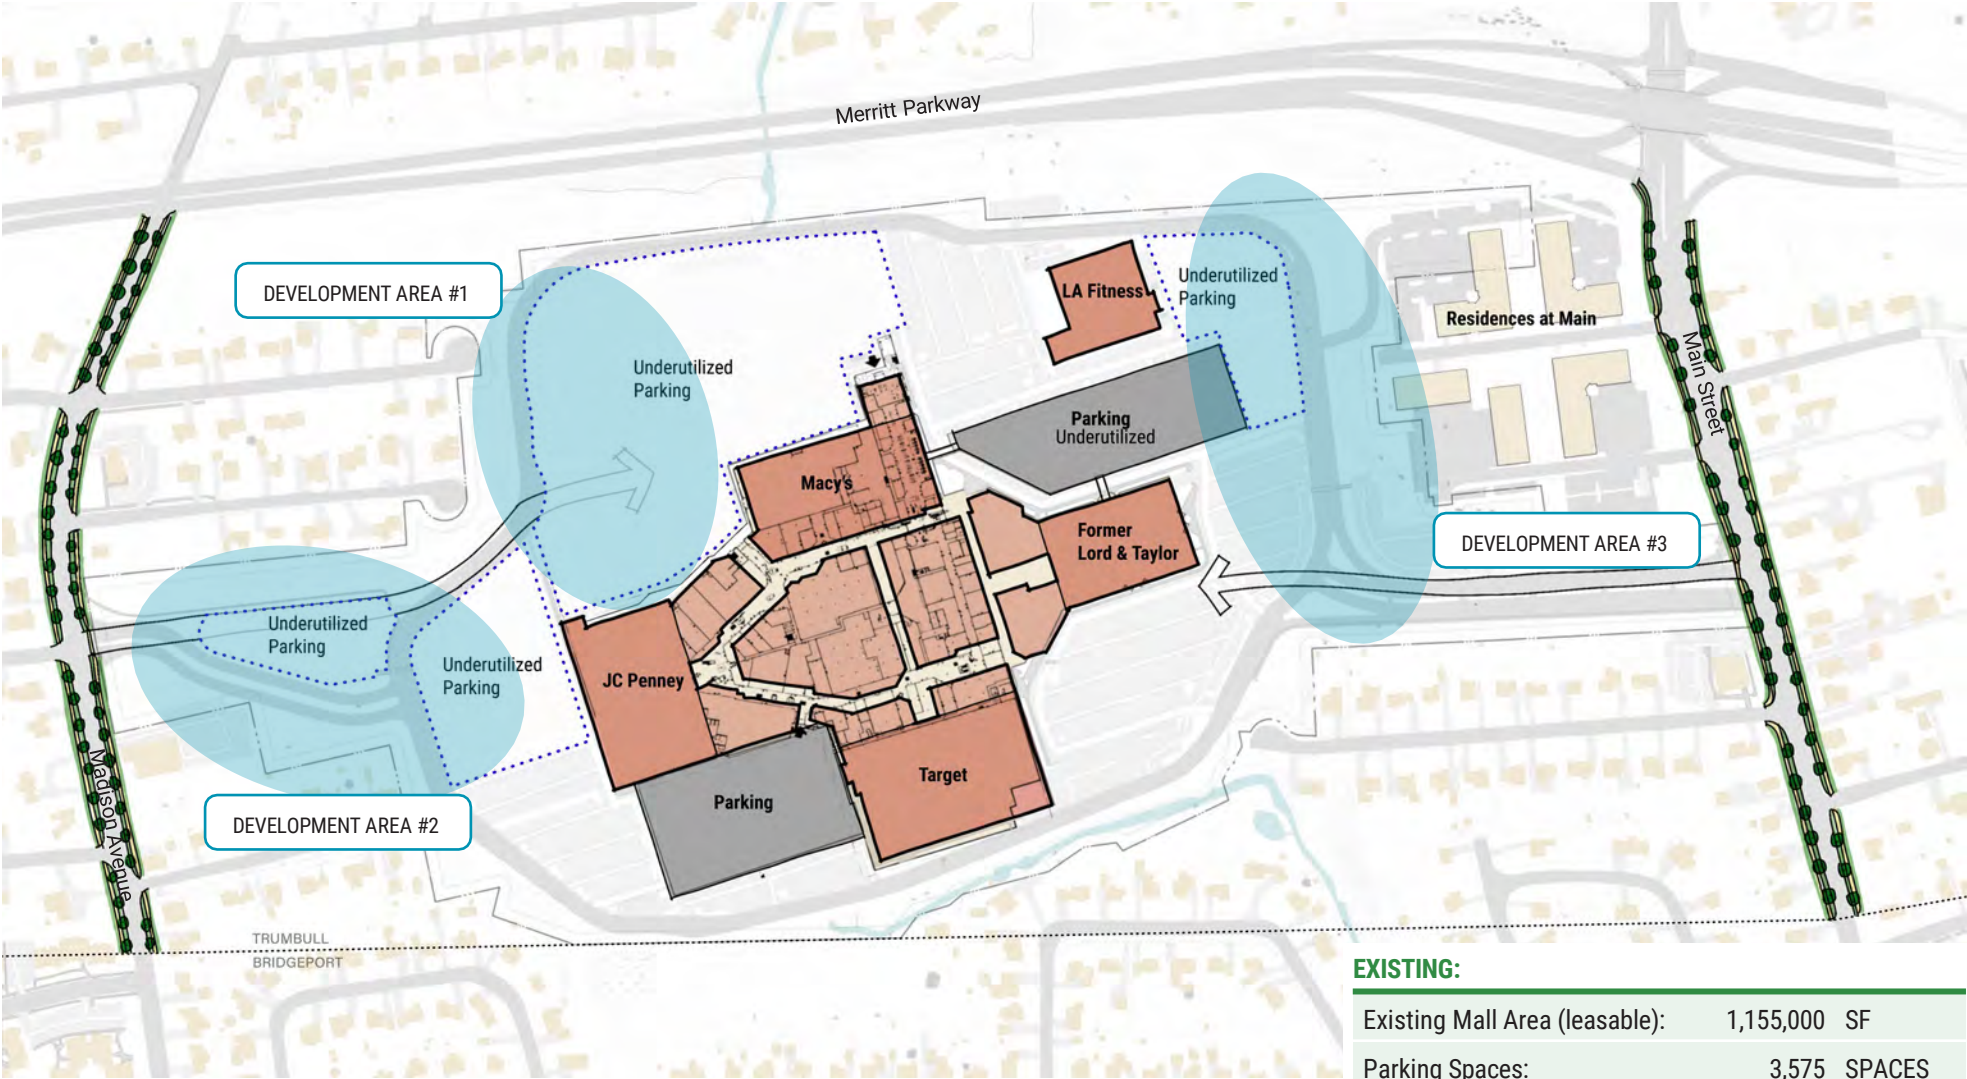 Merritt Parkway
DEVELOPMENT AREA #1
Underutilized
Parking
LA Fitness
Underutilized
Parking
Residences at Main
Main Street
Parking
Underutilized
Macy's
Former
Lord & Taylor
DEVELOPMENT AREA #3
Underutilized
Parking
Underutilized
Parking
JC Penney
Target
Parking
DEVELOPMENT AREA #2
Madison Avenue
TRUMBULL
BRIDGEPORT
EXISTING:
Existing Mall Area (leasable): 1,155,000 SF
Parking Spaces: 3,575 SPACES